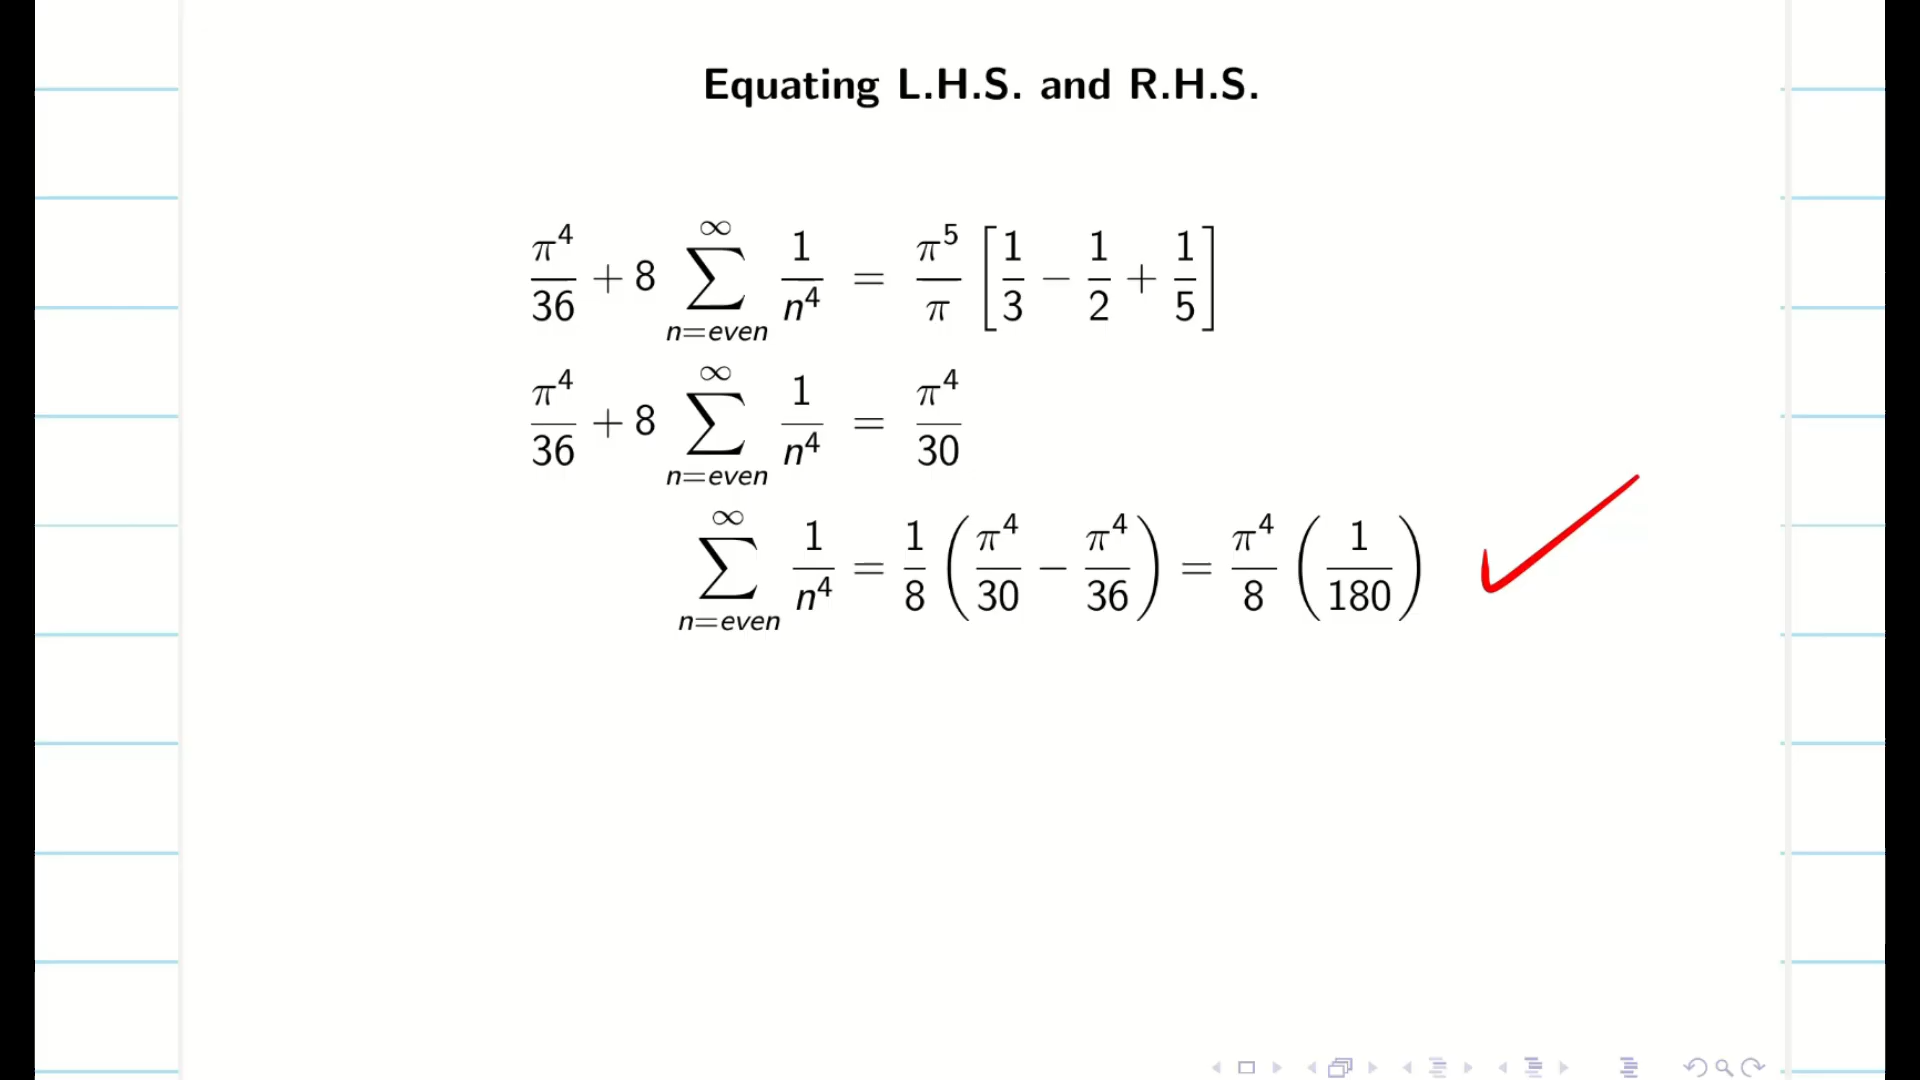 Equating L.H.S. and R.H.S.
π⁴/36 + 8 ∑_{n=even}^{∞} 1/n⁴ = π⁵/π [1/3 − 1/2 + 1/5]
π⁴/36 + 8 ∑_{n=even}^{∞} 1/n⁴ = π⁴/30
∑_{n=even}^{∞} 1/n⁴ = 1/8 (π⁴/30 − π⁴/36) = π⁴/8 (1/180)